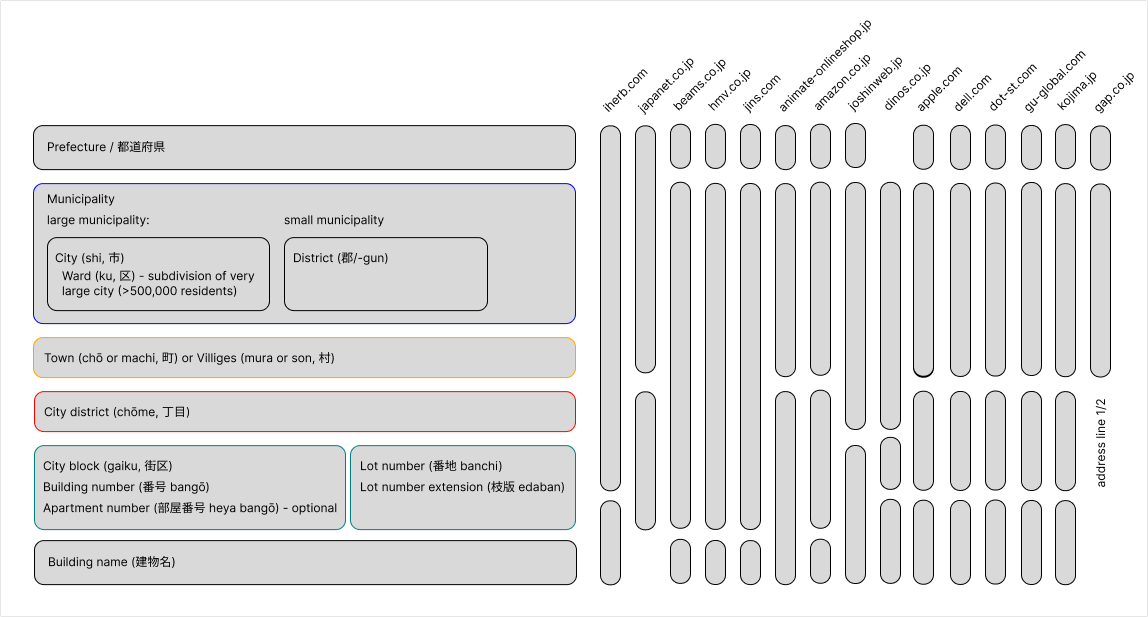 iherb.com
japanet.co.jp
beams.co.jp
hmv.co.jp
jins.com
animate-onlineshop.jp
amazon.co.jp
joshinweb.jp
dinos.co.jp
apple.com
dell.com
dot-st.com
gu-global.com
kojima.jp
gap.co.jp
Prefecture / 都道府県
Municipality
large municipality:
small municipality
City (shi, 市)
Ward (ku, 区) - subdivision of very
large city (>500,000 residents)
District (郡/-gun)
Town (chō or machi, 町) or Villiges (mura or son, 村)
City district (chōme, 丁目)
City block (gaiku, 街区)
Building number (番号 bangō)
Apartment number (部屋番号 heya bangō) - optional
Lot number (番地 banchi)
Lot number extension (枝版 edaban)
Building name (建物名)
address line 1/2